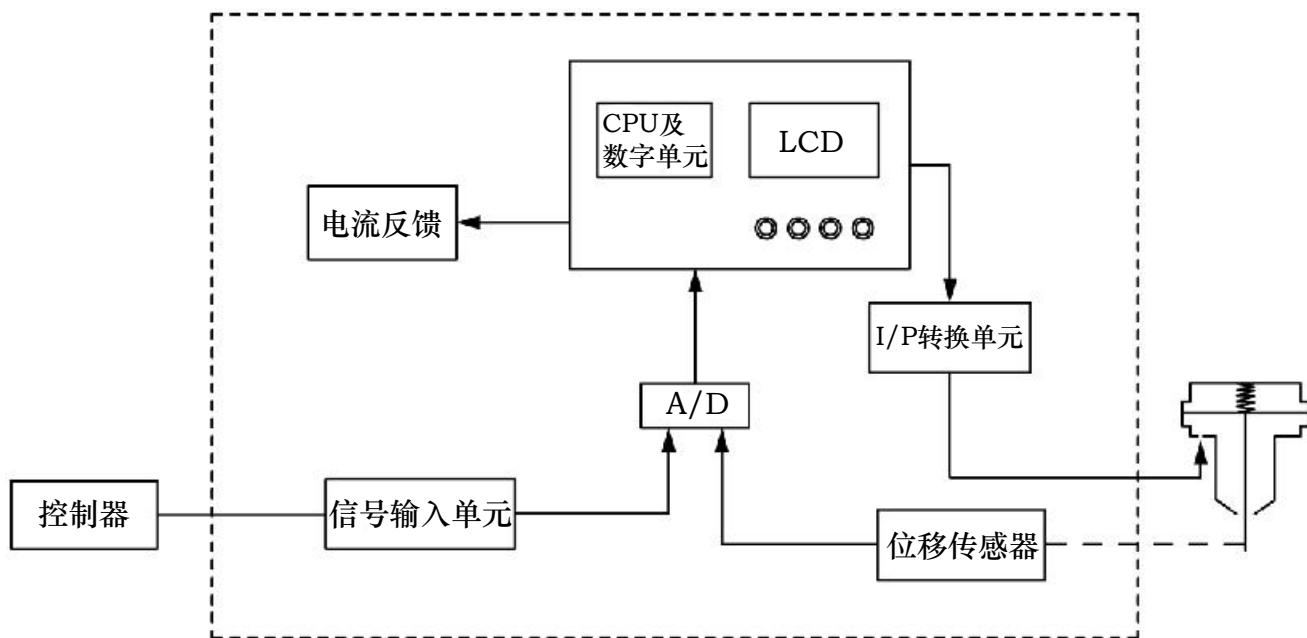 CPU及
数字单元
LCD
电流反馈
I/P转换单元
A/D
控制器
信号输入单元
位移传感器